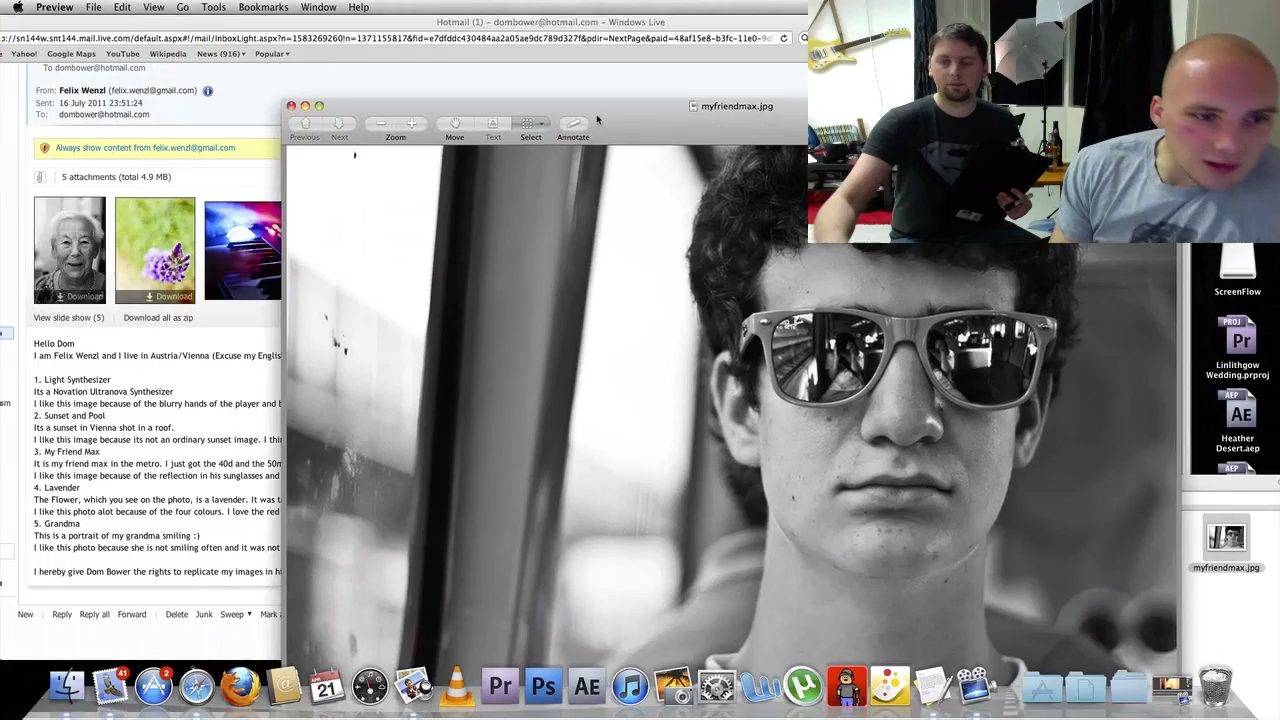 Preview File Edit View Go Tools Bookmarks Window Help
Hotmail (1) – dombower@hotmail.com – Windows Live
Yahoo! Google Maps YouTube Wikipedia News (916) Popular
To dombower@hotmail.com
From: Felix Wenzl (felix.wenzl@gmail.com)
Sent: 16 July 2011 23:51:24
To: dombower@hotmail.com
Always show content from felix.wenzl@gmail.com
5 attachments (total 4.9 MB)
Download Download
View slide show (5) Download all as zip
Hello Dom
I am Felix Wenzl and I live in Austria/Vienna (Excuse my English
1. Light Synthesizer
Its a Novation Ultranova Synthesizer
I like this image because of the blurry hands of the player and
2. Sunset and Pool
Its a sunset in Vienna shot in a roof.
I like this image because its not an ordinary sunset image. I
3. My Friend Max
It is my friend max in the metro. I just got the 40d and the
I like this image because of the reflection in his sunglasses and
4. Lavender
The Flower, which you see on the photo, is a lavender. It was
I like this photo alot because of the four colours. I love the red
5. Grandma
This is a portrait of my grandma smiling :)
I like this photo because she is not smiling often and it was not
I hereby give Dom Bower the rights to replicate my images in
New Reply Reply all Forward Delete Junk Sweep Mark
myfriendmax.jpg
Previous Next Zoom Move Text Select Annotate
ScreenFlow
PROJ
Pr
Linlithgow
Wedding.prproj
AEP
AE
Heather
Desert.aep
AEP
myfriendmax.jpg
41
2
APR
21
Pr Ps AE